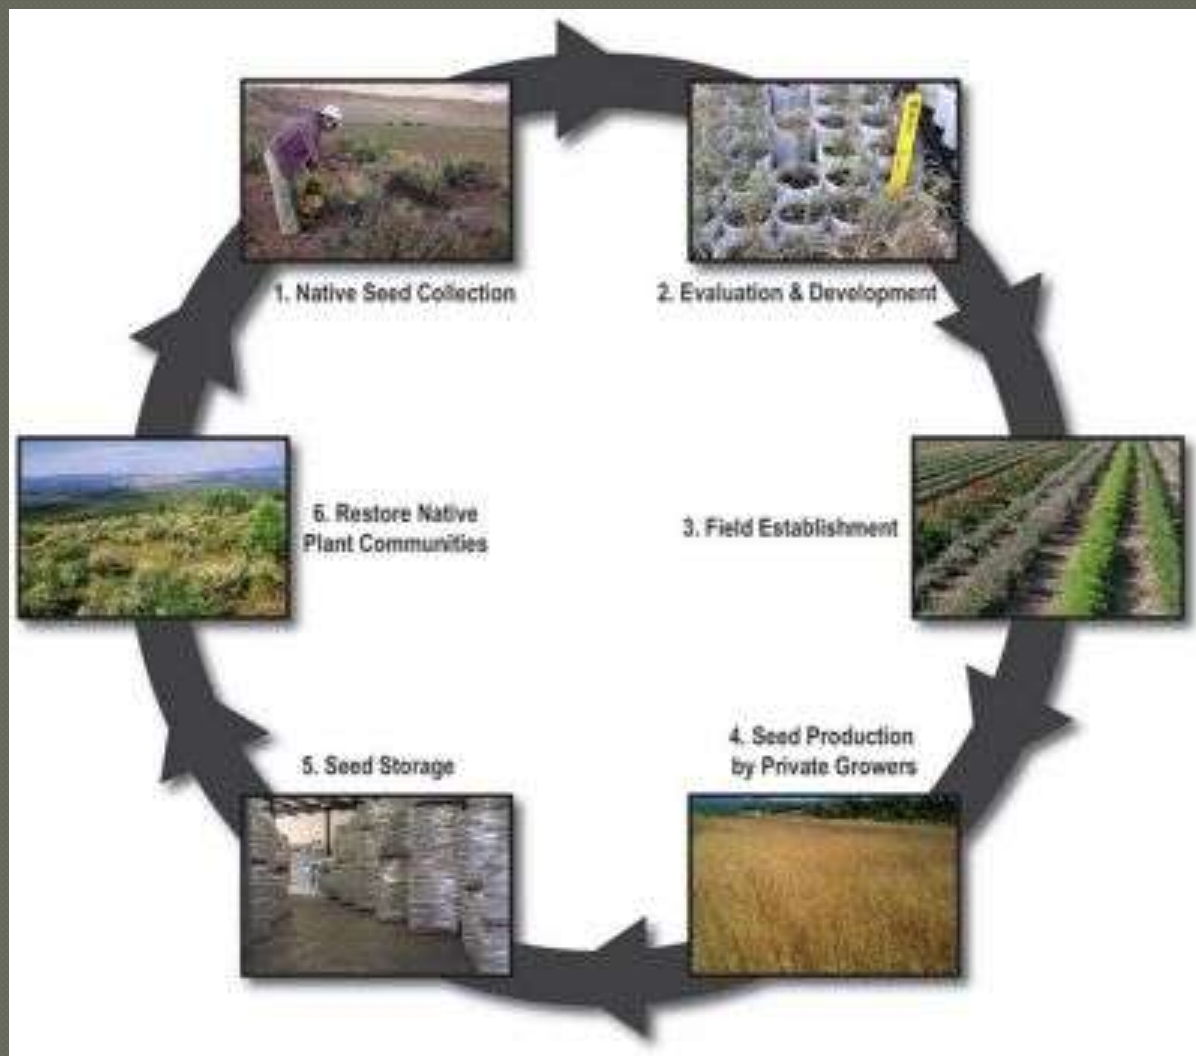 1. Native Seed Collection
2. Evaluation & Development
3. Field Establishment
4. Seed Production
by Private Growers
5. Seed Storage
6. Restore Native
Plant Communities